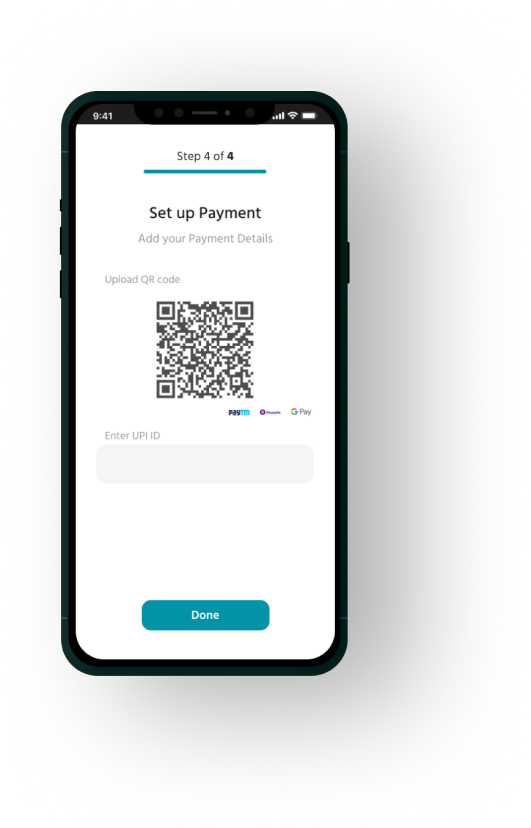 9:41
Step 4 of 4
Set up Payment
Add your Payment Details
Upload QR code
Paytm PhonePe G Pay
Enter UPI ID
Done